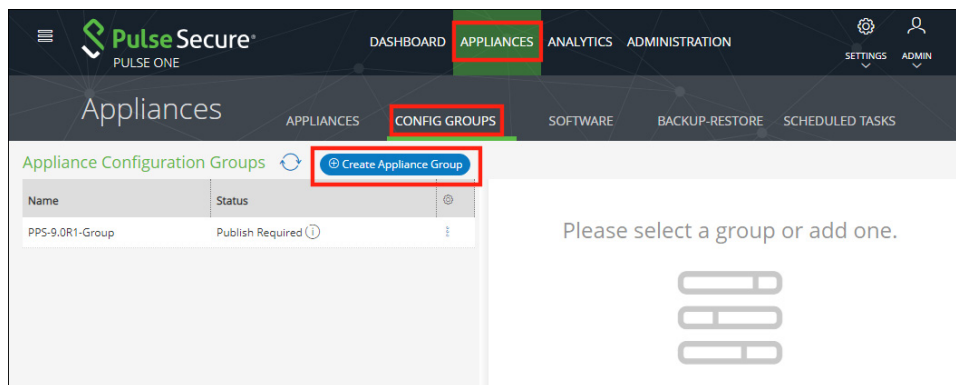 Pulse Secure®
PULSE ONE
DASHBOARD APPLIANCES ANALYTICS ADMINISTRATION
SETTINGS ADMIN
Appliances
APPLIANCES CONFIG GROUPS SOFTWARE BACKUP-RESTORE SCHEDULED TASKS
Appliance Configuration Groups Create Appliance Group
Name Status
PPS-9.0R1-Group Publish Required
Please select a group or add one.